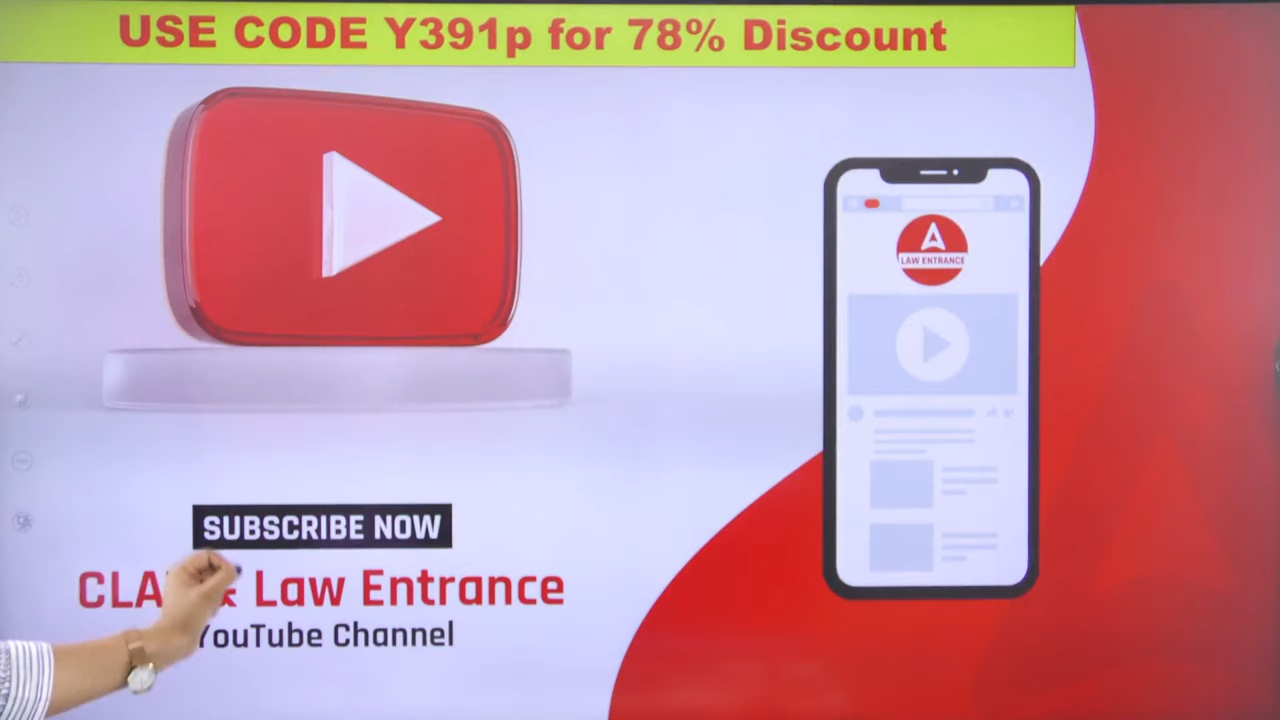 USE CODE Y391p for 78% Discount
LAW ENTRANCE
SUBSCRIBE NOW
Law Entrance
YouTube Channel